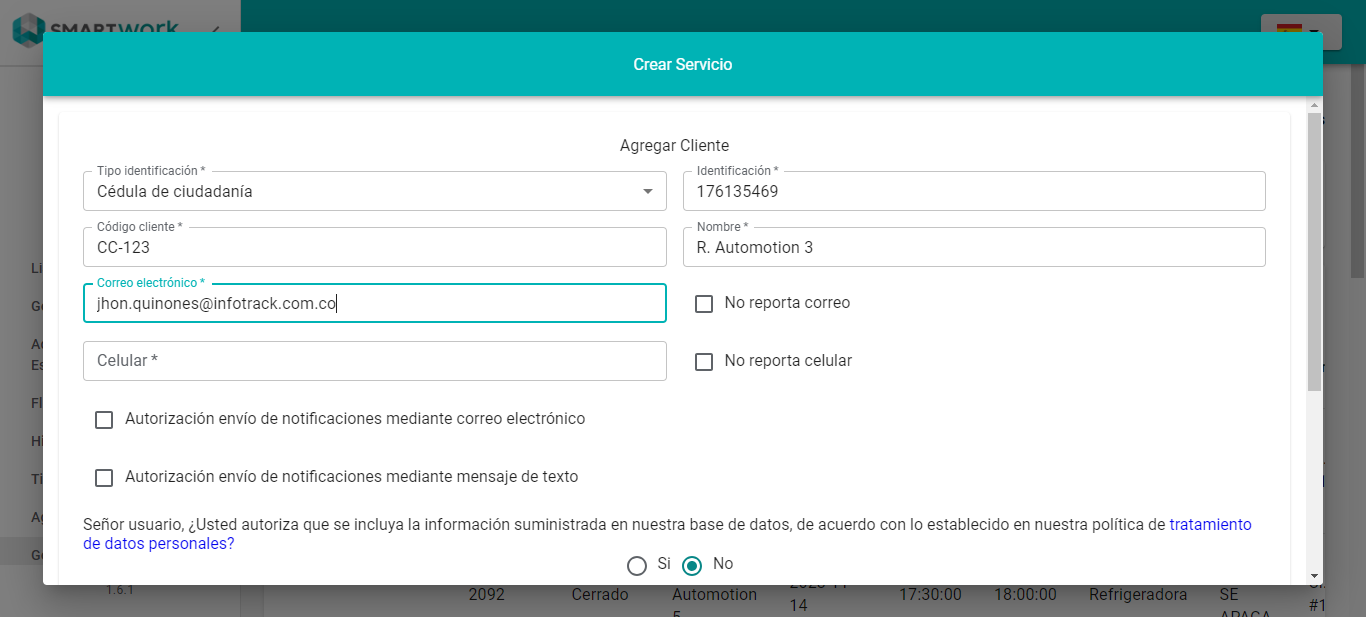 SMARTwork
Crear Servicio
Agregar Cliente
Tipo identificación *
Cédula de ciudadanía
Identificación *
176135469
Código cliente *
CC-123
Nombre *
R. Automotion 3
Correo electrónico *
jhon.quinones@infotrack.com.co
No reporta correo
Celular *
No reporta celular
Autorización envío de notificaciones mediante correo electrónico
Autorización envío de notificaciones mediante mensaje de texto
Señor usuario, ¿Usted autoriza que se incluya la información suministrada en nuestra base de datos, de acuerdo con lo establecido en nuestra política de tratamiento
de datos personales?
Si
No
1.6.1
2092
Cerrado
Automotion
14
17:30:00
18:00:00
Refrigeradora
SE
#1